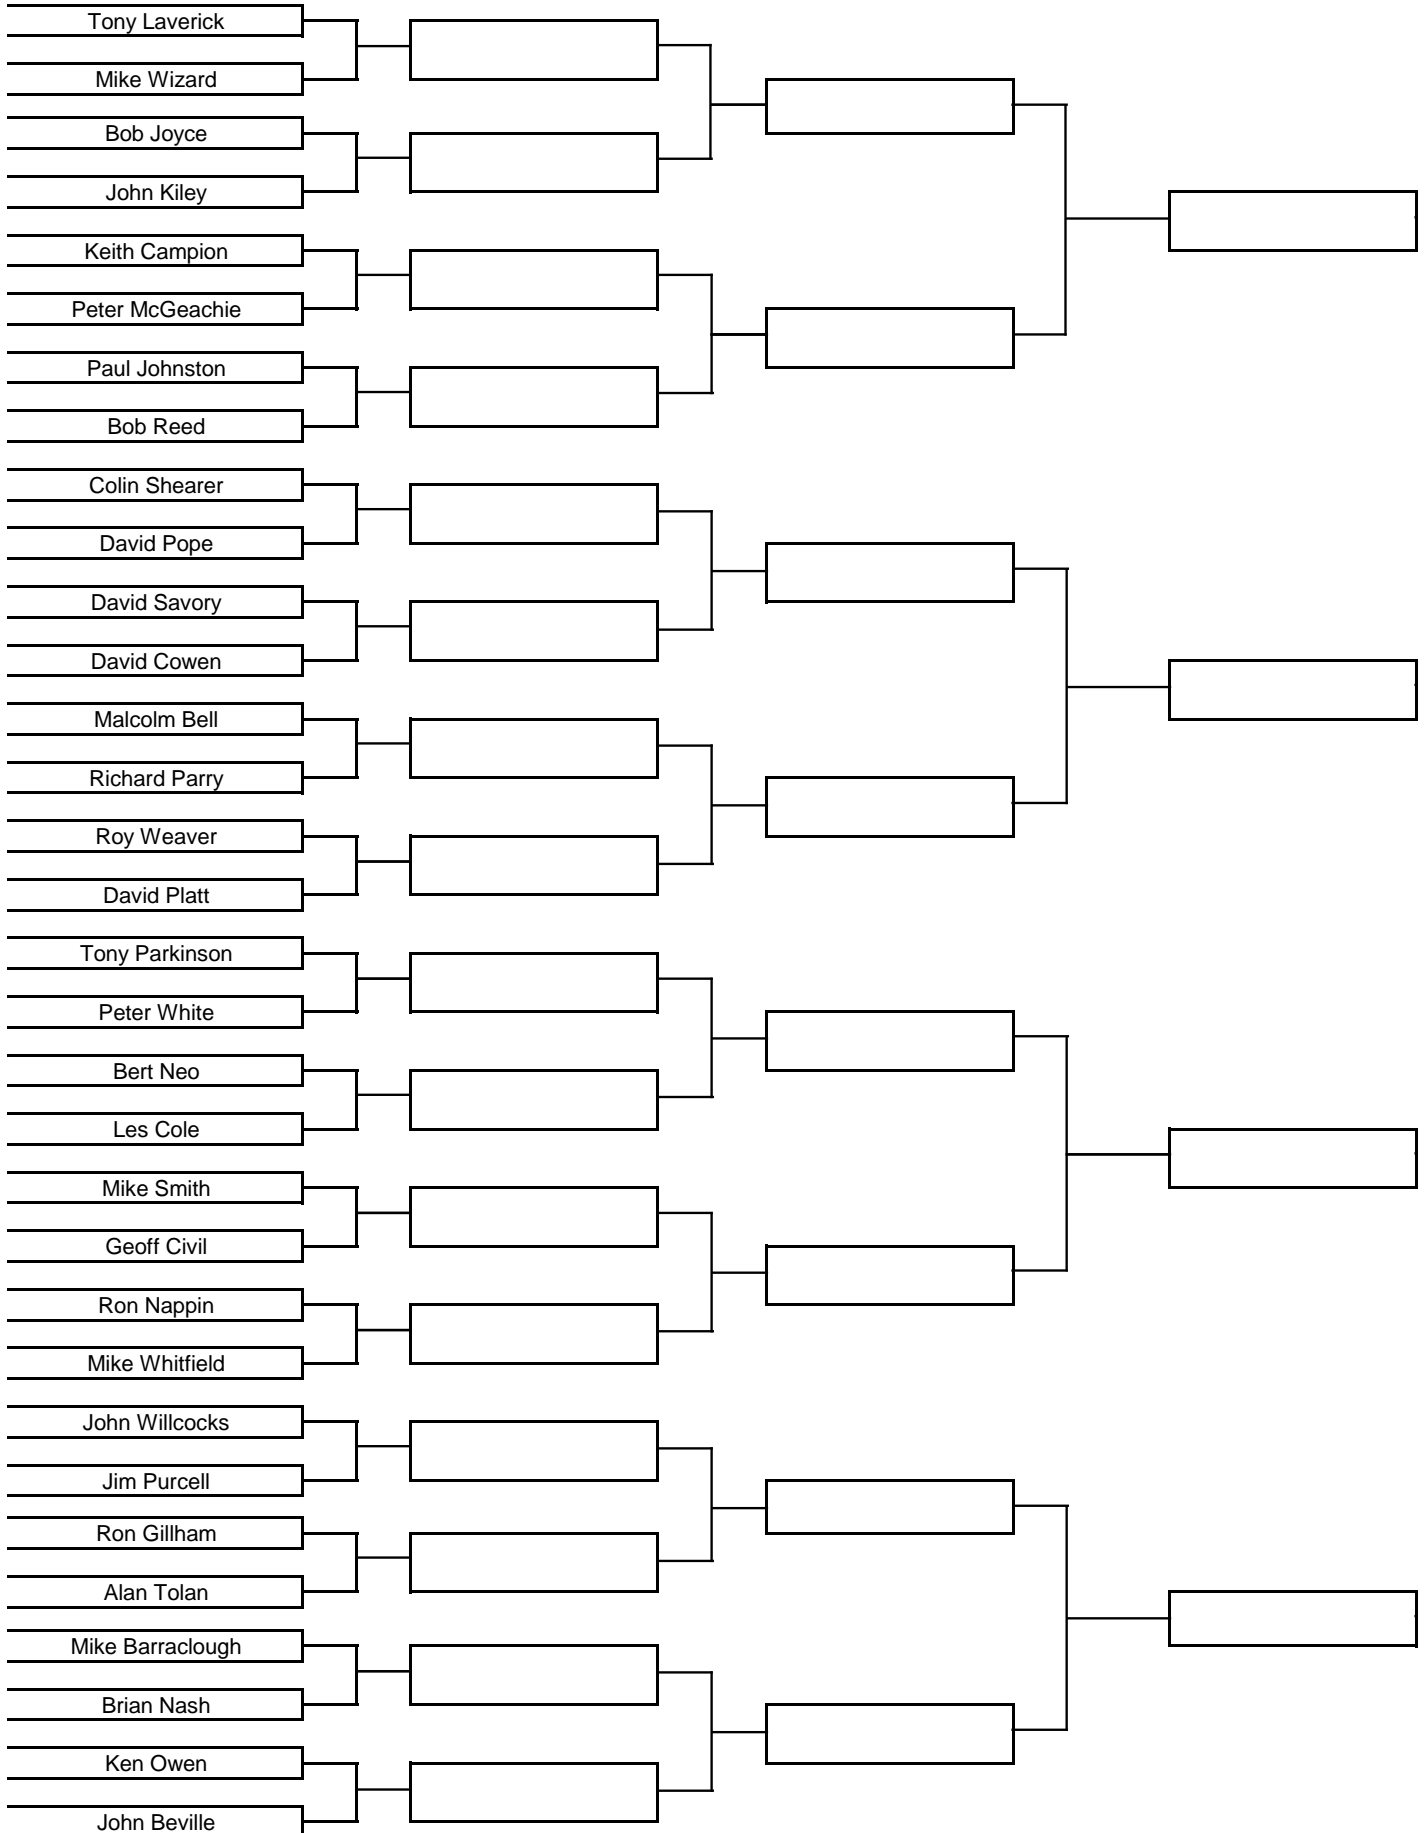 Tony Laverick
Mike Wizard
Bob Joyce
John Kiley
Keith Campion
Peter McGeachie
Paul Johnston
Bob Reed
Colin Shearer
David Pope
David Savory
David Cowen
Malcolm Bell
Richard Parry
Roy Weaver
David Platt
Tony Parkinson
Peter White
Bert Neo
Les Cole
Mike Smith
Geoff Civil
Ron Nappin
Mike Whitfield
John Willcocks
Jim Purcell
Ron Gillham
Alan Tolan
Mike Barraclough
Brian Nash
Ken Owen
John Beville